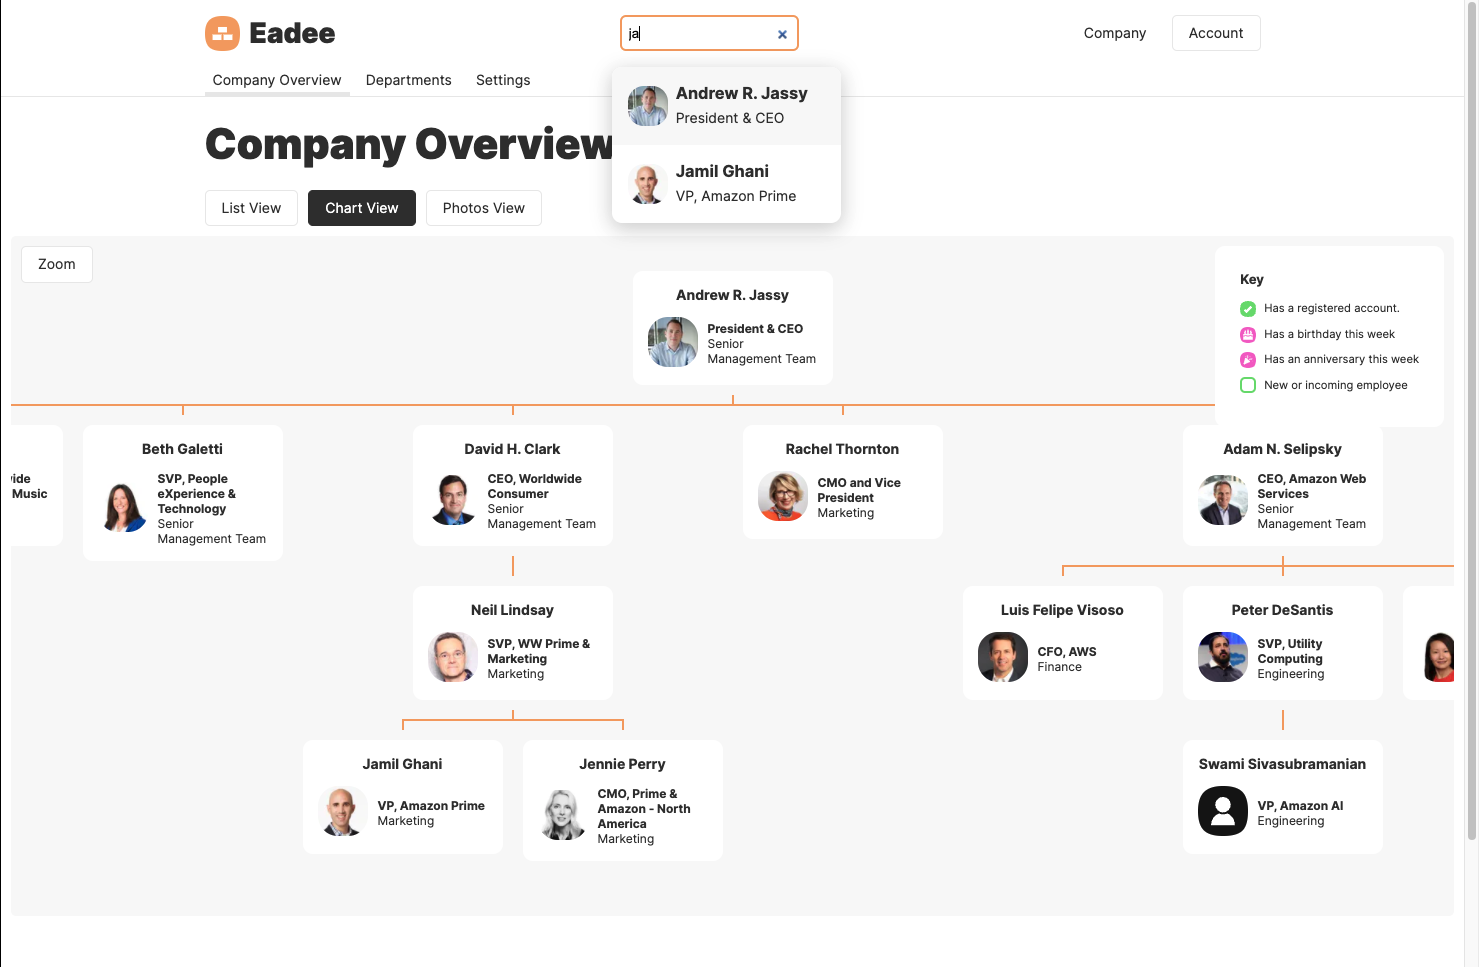 Eadee
ja
Company
Account
Company Overview
Departments
Settings
Andrew R. Jassy
President & CEO
Jamil Ghani
VP, Amazon Prime
Company Overview
List View
Chart View
Photos View
Zoom
Key
Has a registered account.
Has a birthday this week
Has an anniversary this week
New or incoming employee
Andrew R. Jassy
President & CEO
Senior
Management Team
Music
Beth Galetti
SVP, People
eXperience &
Technology
Senior
Management Team
David H. Clark
CEO, Worldwide
Consumer
Senior
Management Team
Rachel Thornton
CMO and Vice
President
Marketing
Adam N. Selipsky
CEO, Amazon Web
Services
Senior
Management Team
Neil Lindsay
SVP, WW Prime &
Marketing
Marketing
Luis Felipe Visoso
CFO, AWS
Finance
Peter DeSantis
SVP, Utility
Computing
Engineering
Jamil Ghani
VP, Amazon Prime
Marketing
Jennie Perry
CMO, Prime &
Amazon - North
America
Marketing
Swami Sivasubramanian
VP, Amazon AI
Engineering